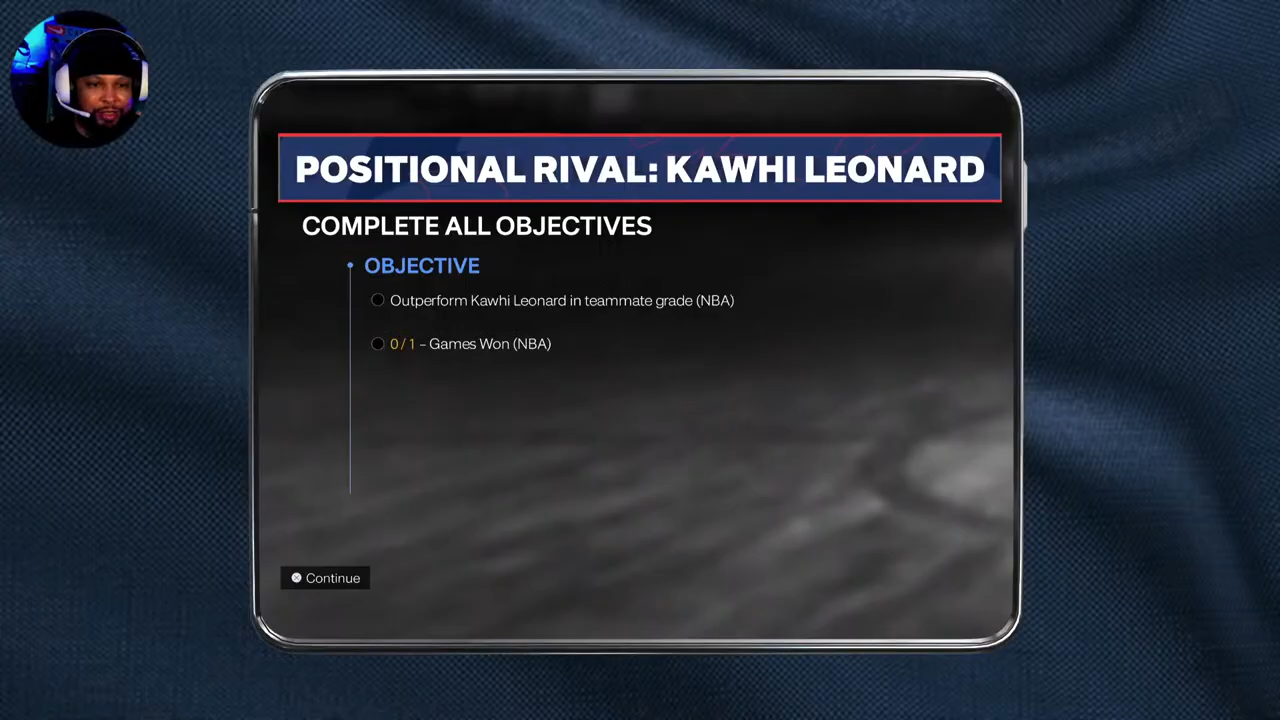 POSITIONAL RIVAL: KAWHI LEONARD
COMPLETE ALL OBJECTIVES
OBJECTIVE
Outperform Kawhi Leonard in teammate grade (NBA)
0 / 1 - Games Won (NBA)
Continue